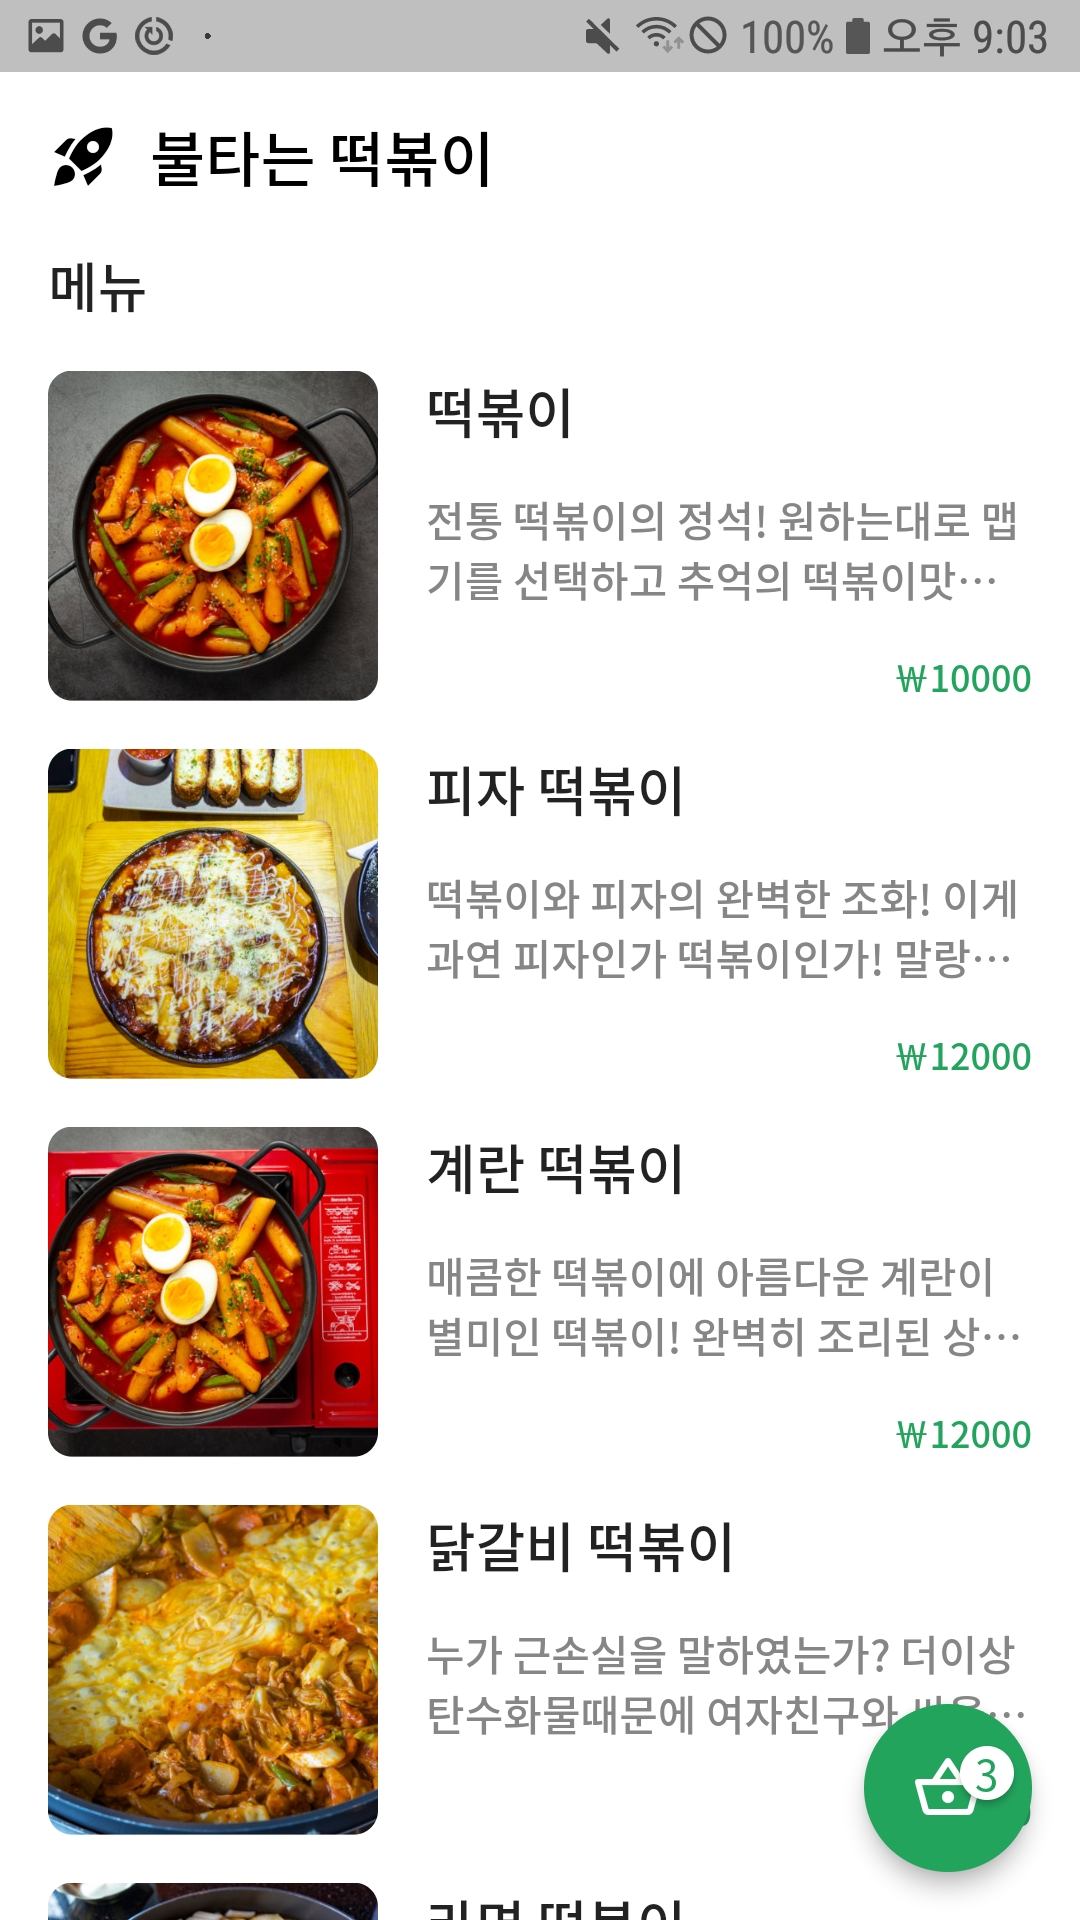 100% 오후 9:03
불타는 떡볶이
메뉴
떡볶이
전통 떡볶이의 정석! 원하는대로 맵
기를 선택하고 추억의 떡볶이맛…
₩10000
피자 떡볶이
떡볶이와 피자의 완벽한 조화! 이게
과연 피자인가 떡볶이인가! 말랑…
₩12000
계란 떡볶이
매콤한 떡볶이에 아름다운 계란이
별미인 떡볶이! 완벽히 조리된 상…
₩12000
닭갈비 떡볶이
누가 근손실을 말하였는가? 더이상
탄수화물때문에 여자친구와 …
3
라면 떡볶이